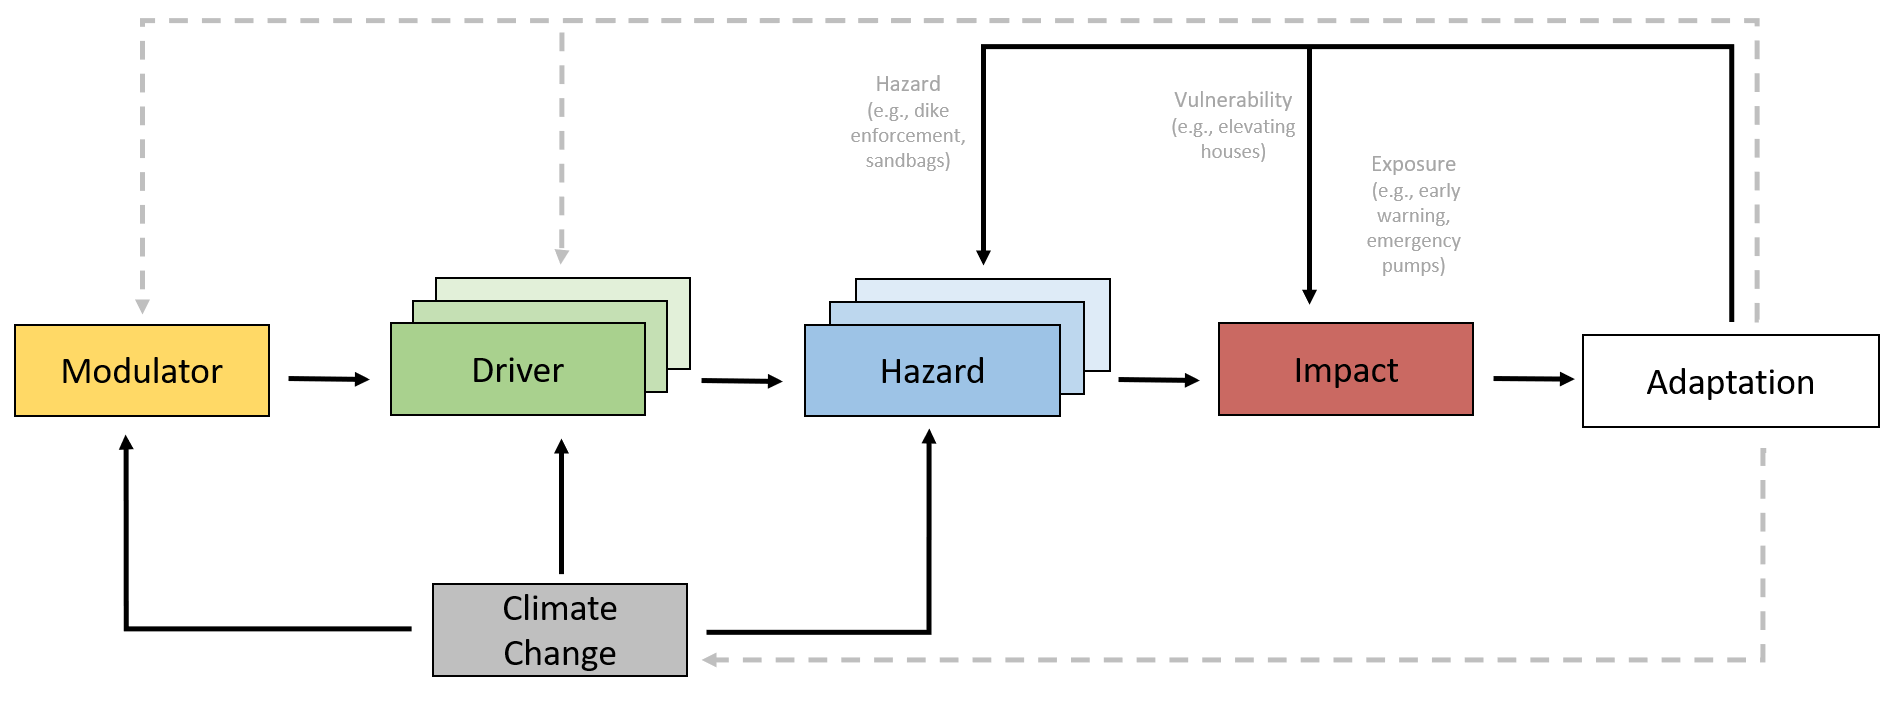 Hazard
(e.g., dike
enforcement,
sandbags)
Vulnerability
(e.g., elevating
houses)
Exposure
(e.g., early
warning,
emergency
pumps)
Modulator
Driver
Hazard
Impact
Adaptation
Climate
Change